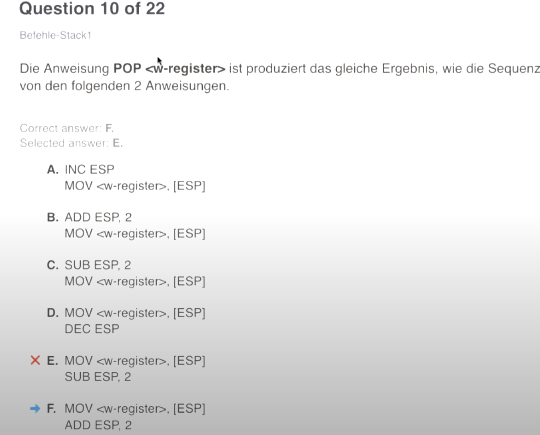 Question 10 of 22
Befehle-Stack1
Die Anweisung POP <w-register> ist produziert das gleiche Ergebnis, wie die Sequenz
von den folgenden 2 Anweisungen.
Correct answer: F.
Selected answer: E.
A. INC ESP
MOV <w-register>, [ESP]
B. ADD ESP, 2
MOV <w-register>, [ESP]
C. SUB ESP, 2
MOV <w-register>, [ESP]
D. MOV <w-register>, [ESP]
DEC ESP
E. MOV <w-register>, [ESP]
SUB ESP, 2
F. MOV <w-register>, [ESP]
ADD ESP, 2